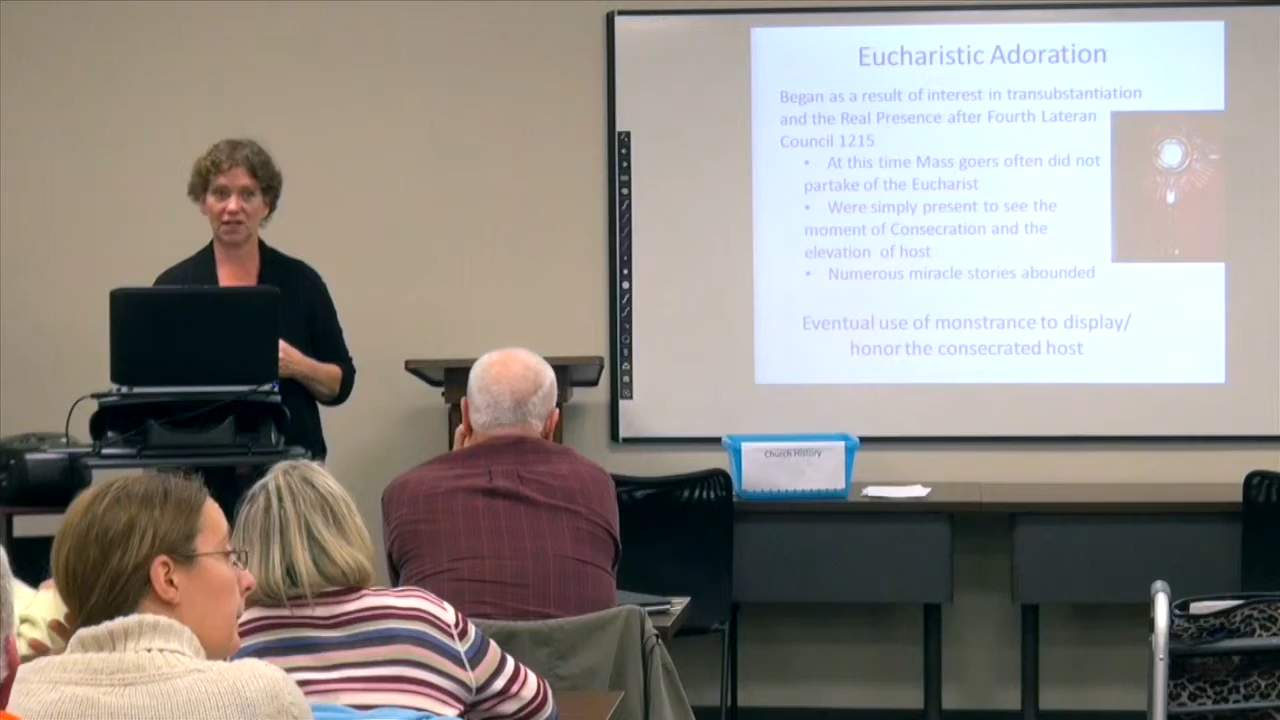 Eucharistic Adoration
Began as a result of interest in transubstantiation
and the Real Presence after Fourth Lateran
Council 1215
• At this time Mass goers often did not
partake of the Eucharist
• Were simply present to see the
moment of Consecration and the
elevation of host
• Numerous miracle stories abounded
Eventual use of monstrance to display/
honor the consecrated host
Church History